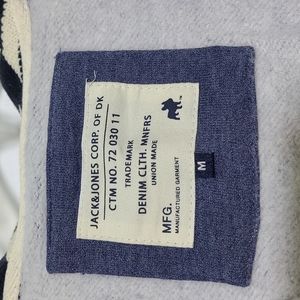 JACK&JONES CORP. OF DK
CTM NO. 72 030 11
TRADEMARK
DENIM CLTH. MNFRS
UNION MADE
MFG.
MANUFACTURED GARMENT
M